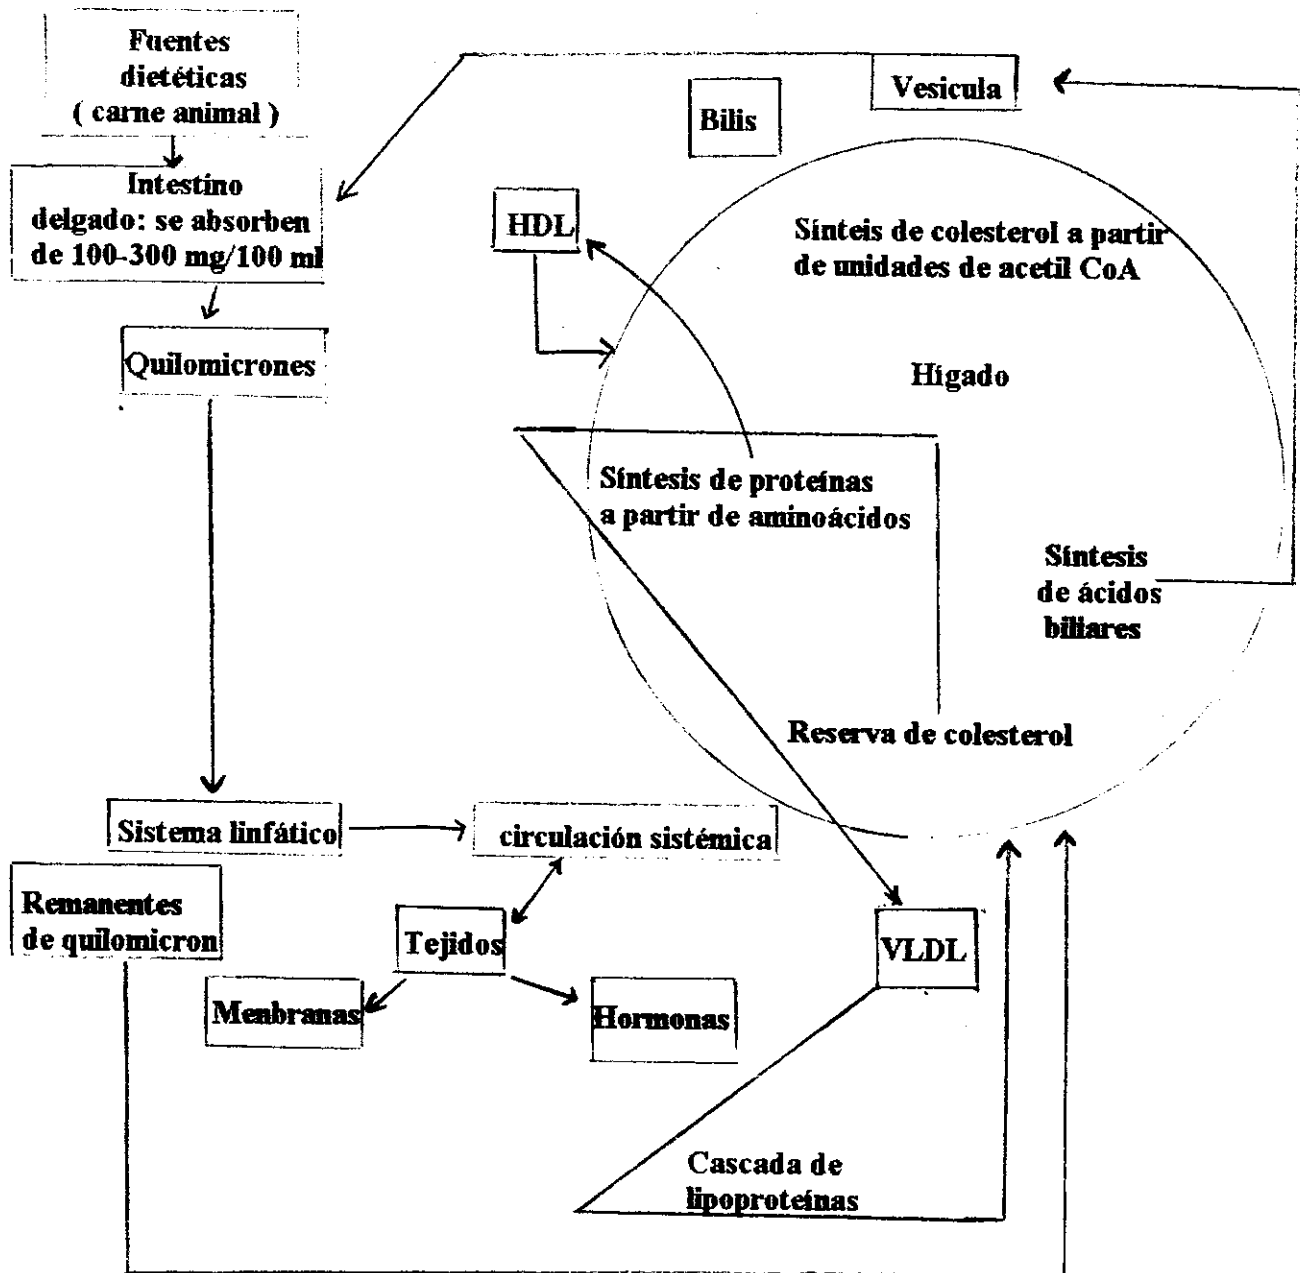 Fuentes
dietéticas
( carne animal )
Vesicula
Bilis
Intestino
delgado: se absorben
de 100-300 mg/100 ml
HDL
Sínteis de colesterol a partir
de unidades de acetil CoA
Quilomicrones
Hígado
Síntesis de proteínas
a partir de aminoácidos
Síntesis
de ácidos
biliares
Reserva de colesterol
Sistema linfático
circulación sistémica
Remanentes
de quilomicron
Tejidos
VLDL
Menbranas
Hormonas
Cascada de
lipoproteínas